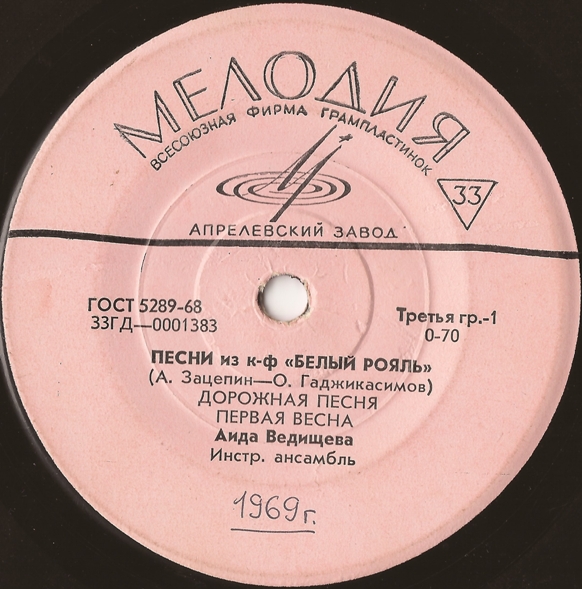 МЕЛОДИЯ
ВСЕСОЮЗНАЯ ФИРМА ГРАМПЛАСТИНОК
33
АПРЕЛЕВСКИЙ ЗАВОД
ГОСТ 5289-68
33ГД—0001383
Третья гр.-1
0-70
ПЕСНИ из к-ф «БЕЛЫЙ РОЯЛЬ»
(А. Зацепин—О. Гаджикасимов)
ДОРОЖНАЯ ПЕСНЯ
ПЕРВАЯ ВЕСНА
Аида Ведищева
Инстр. ансамбль
1969 г.